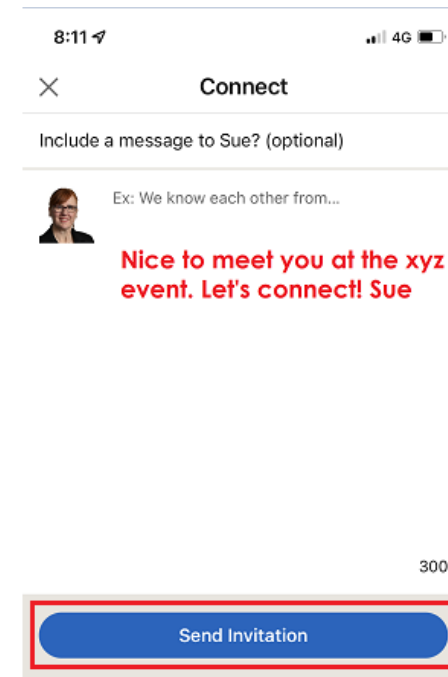 8:11
4G
Connect
Include a message to Sue? (optional)
Ex: We know each other from...
Nice to meet you at the xyz
event. Let's connect! Sue
300
Send Invitation